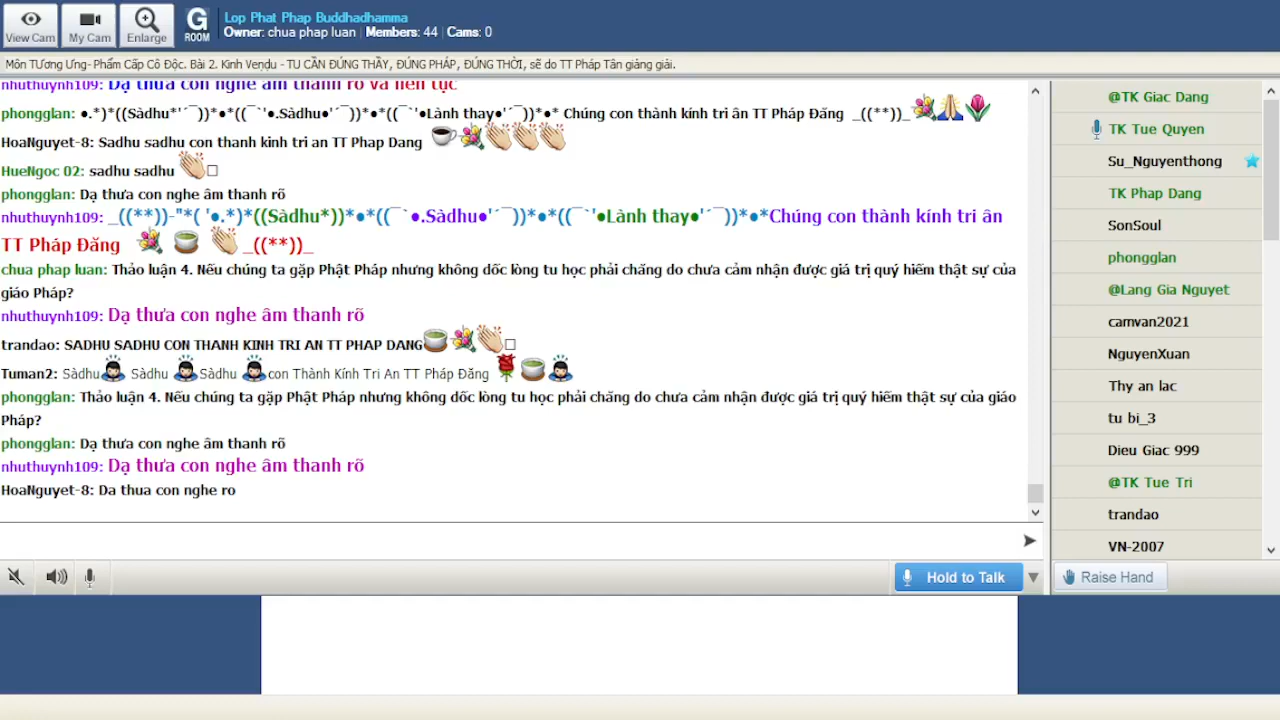 View Cam
My Cam
Enlarge
G
ROOM
Lop Phat Phap Buddhadhamma
Owner: chua phap luan | Members: 44 | Cams: 0
Môn TƯơng Ưng- Phẩm Cấp Cô Độc. Bài 2. Kinh Veṇḍu - TU CẦN ĐÚNG THẦY, ĐÚNG PHÁP, ĐÚNG THỜI, sẽ do TT Pháp Tân giảng giải.
nhuthuynh109: Dạ thưa con nghe âm thanh rõ và liên tục
phongglan: ●.*)*((Sàdhu*'´¯))*●*((¯`'●.Sàdhu●'´¯))*●*((¯`'●Lành thay●'´¯))*●* Chúng con thành kính tri ân TT Pháp Đăng _((**))_
HoaNguyet-8: Sadhu sadhu con thanh kinh tri an TT Phap Dang
HueNgoc 02: sadhu sadhu
phongglan: Dạ thưa con nghe âm thanh rõ
nhuthuynh109: _((**))-"*( '●.*)*((Sàdhu*))*●*((¯`●.Sàdhu●'´¯))*●*((¯`'●Lành thay●'´¯))*●*Chúng con thành kính tri ân
TT Pháp Đăng _((**))_
chua phap luan: Thảo luận 4. Nếu chúng ta gặp Phật Pháp nhưng không dốc lòng tu học phải chăng do chưa cảm nhận được giá trị quý hiếm thật sự của
giáo Pháp?
nhuthuynh109: Dạ thưa con nghe âm thanh rõ
trandao: SADHU SADHU CON THANH KINH TRI AN TT PHAP DANG
Tuman2: Sàdhu Sàdhu Sàdhu con Thành Kính Tri Ân TT Pháp Đăng
phongglan: Thảo luận 4. Nếu chúng ta gặp Phật Pháp nhưng không dốc lòng tu học phải chăng do chưa cảm nhận được giá trị quý hiếm thật sự của giáo
Pháp?
phongglan: Dạ thưa con nghe âm thanh rõ
nhuthuynh109: Dạ thưa con nghe âm thanh rõ
HoaNguyet-8: Da thua con nghe ro
Hold to Talk
@TK Giac Dang
TK Tue Quyen
Su_Nguyenthong
TK Phap Dang
SonSoul
phongglan
@Lang Gia Nguyet
camvan2021
NguyenXuan
Thy an lac
tu bi_3
Dieu Giac 999
@TK Tue Tri
trandao
VN-2007
Raise Hand